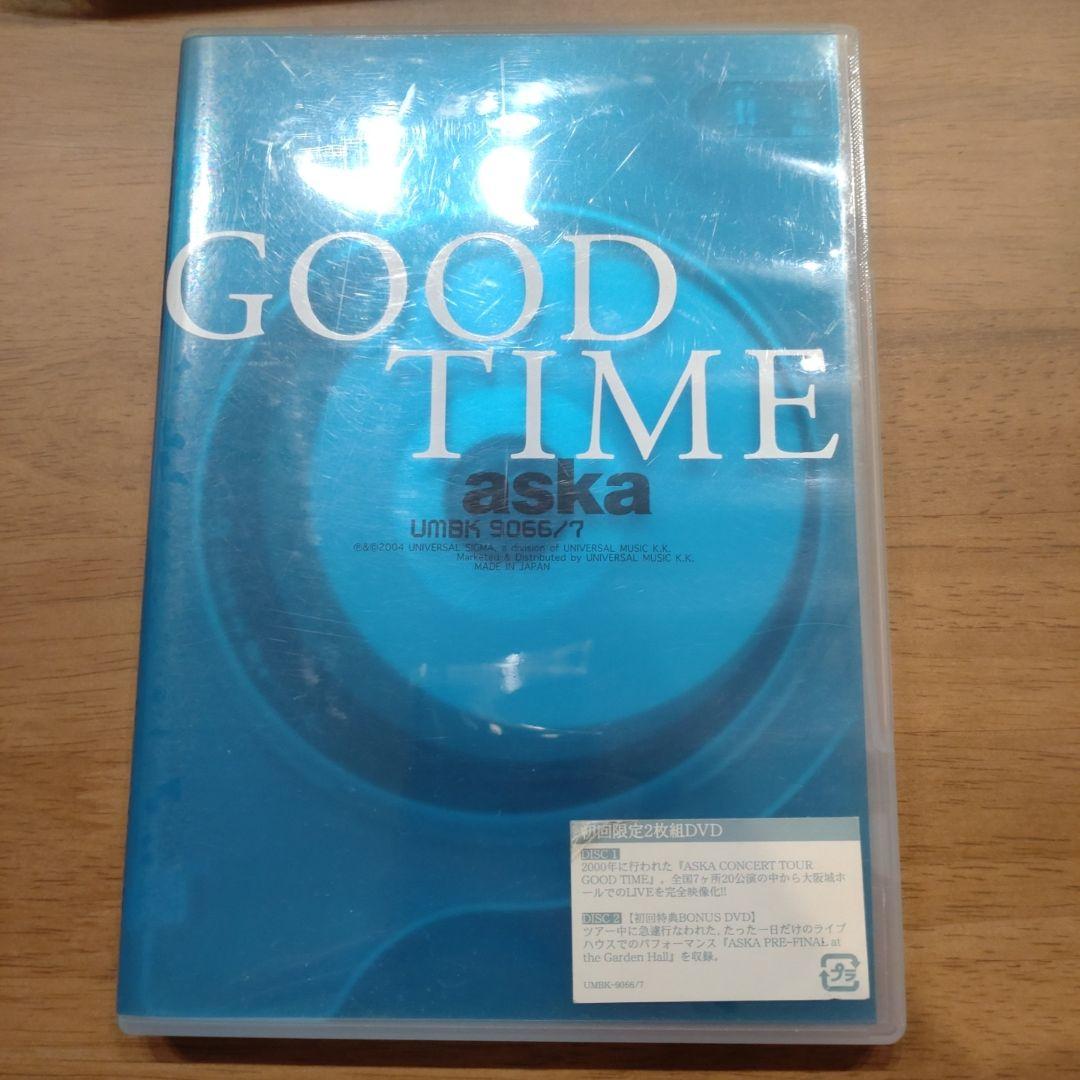 GOOD
TIME
aska
UMBK 9066/7
℗&©2004 UNIVERSAL SIGMA, a division of UNIVERSAL MUSIC K.K.
Marketed & Distributed by UNIVERSAL MUSIC K.K.
MADE IN JAPAN
初回限定2枚組DVD
DISC 1
2000年に行われた『ASKA CONCERT TOUR
GOOD TIME』。全国7ヶ所20公演の中から大阪城ホ
ールでのLIVEを完全映像化!!
DISC 2【初回特典BONUS DVD】
ツアー中に急遽行なわれた、たった一日だけのライブ
ハウスでのパフォーマンス『ASKA PRE-FINAL at
the Garden Hall』を収録。
UMBK-9066/7
プラ